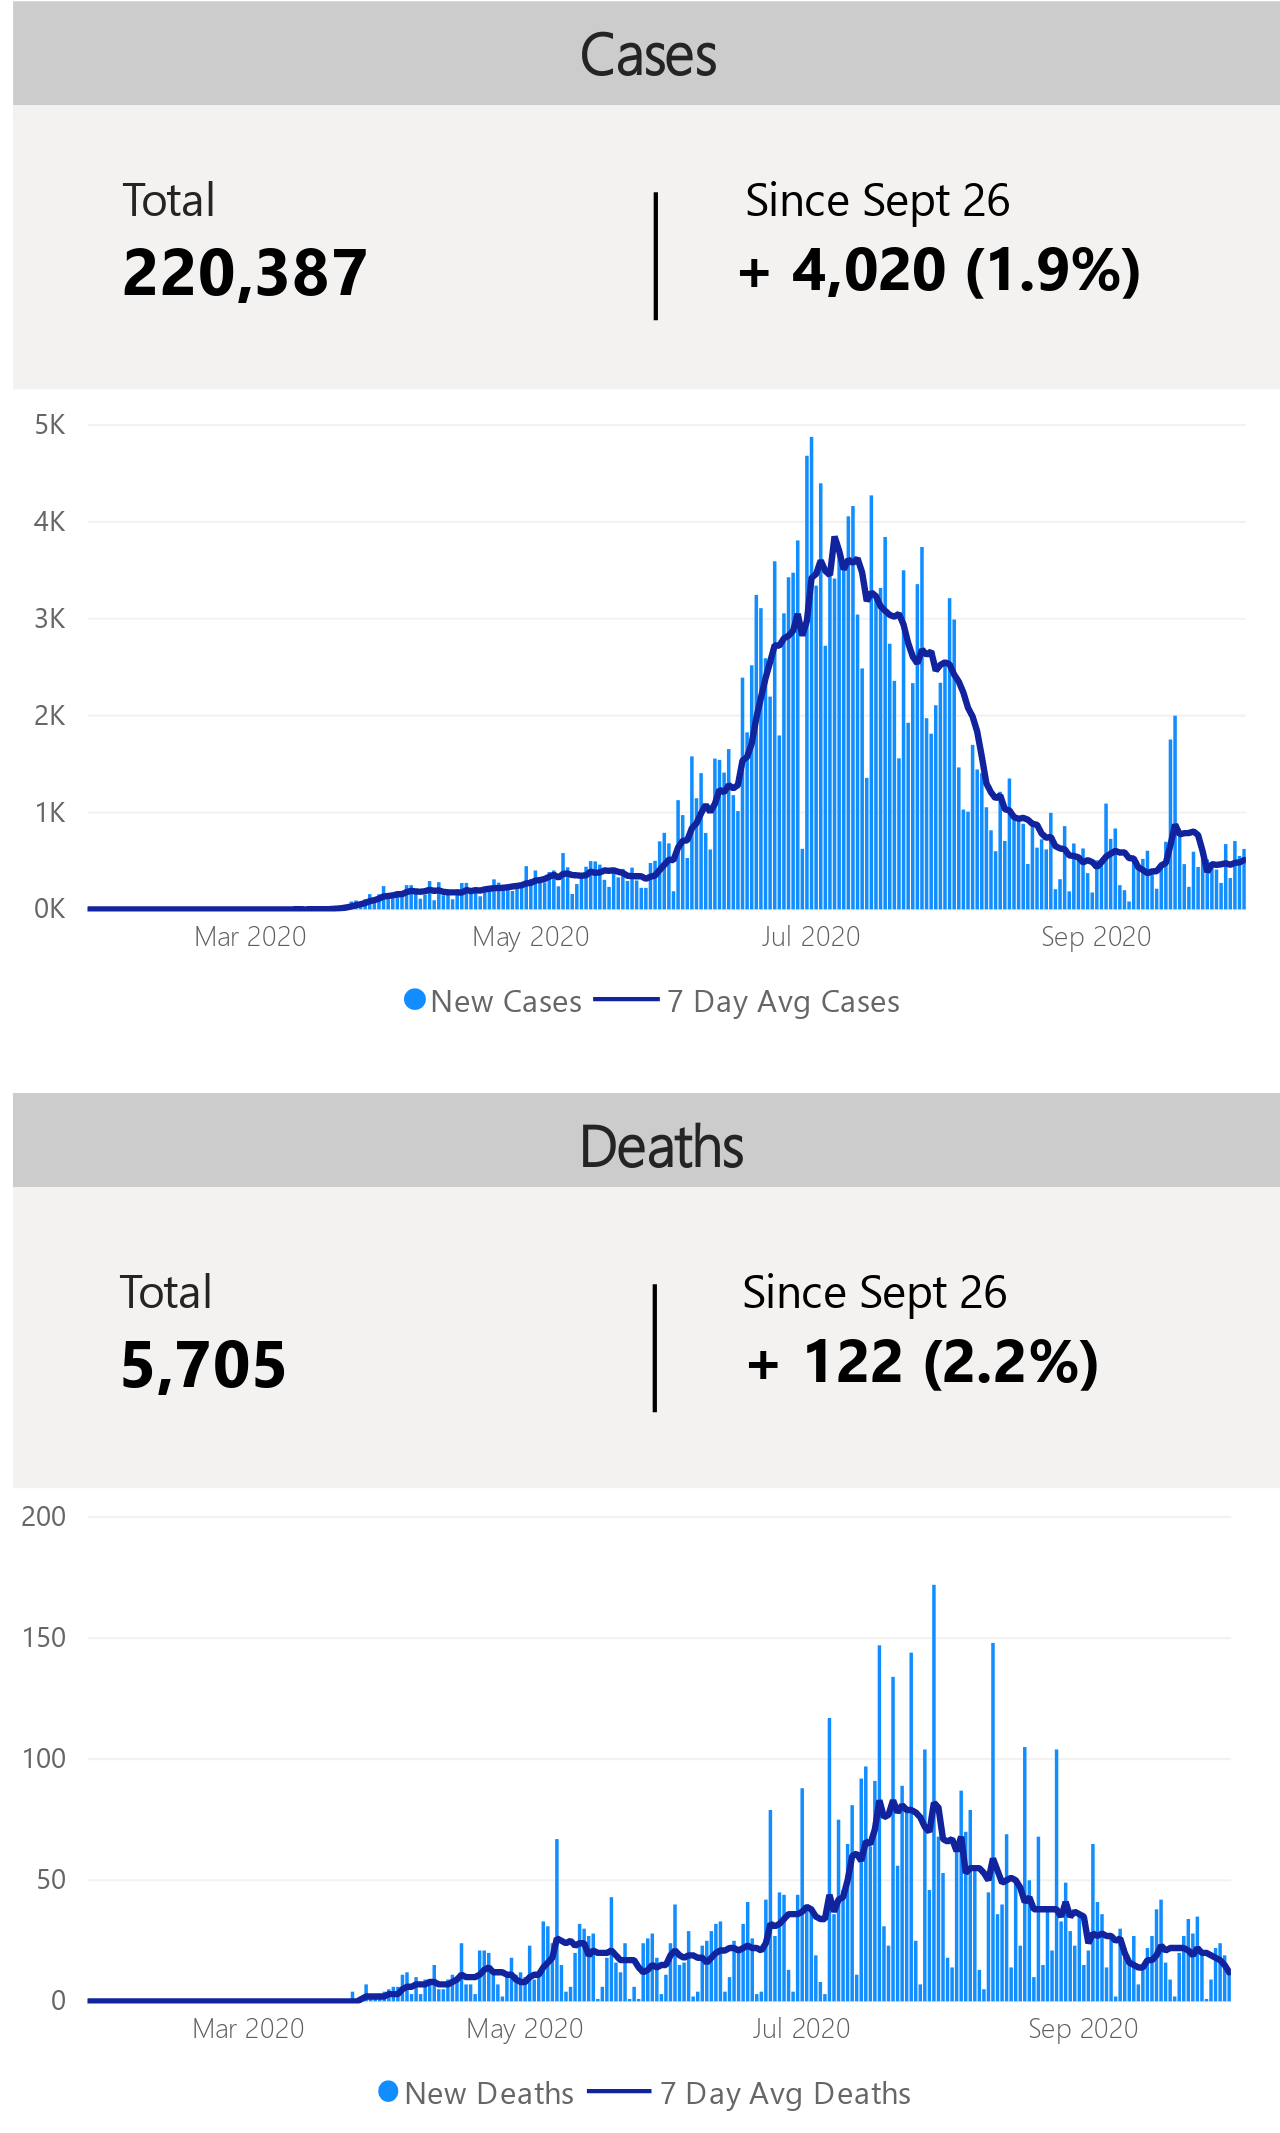 Cases
Total
Since Sept 26
220,387
+ 4,020 (1.9%)
5K
4K
3K
2K
1K
0K
Mar 2020
May 2020
Jul 2020
Sep 2020
New Cases
7 Day Avg Cases
Deaths
Total
Since Sept 26
5,705
+ 122 (2.2%)
200
150
100
50
0
Mar 2020
May 2020
Jul 2020
Sep 2020
New Deaths
7 Day Avg Deaths